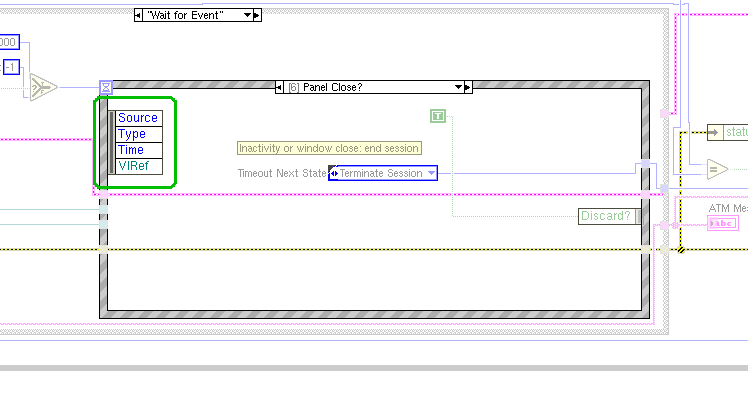 "Wait for Event"
000
-1
[6] Panel Close?
Source
Type
Time
VIRef
T
Inactivity or window close: end session
Timeout Next State
Terminate Session
Discard?
statu
=
ATM Me
abc